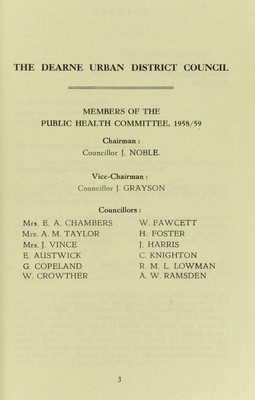 THE DEARNE URBAN DISTRICT COUNCIL
MEMBERS OF THE
PUBLIC HEALTH COMMITTEE, 1958/59
Chairman :
Councillor J. NOBLE.
Vice-Chairman :
Councillor J. GRAYSON
Councillors :
Mrs. E. A. CHAMBERS W. FAWCETT
Mrs. A. M. TAYLOR H. FOSTER
Mrs. J. VINCE J. HARRIS
E. AUSTWICK C. KNIGHTON
G. COPELAND R. M. L. LOWMAN
W. CROWTHER A. W. RAMSDEN
3